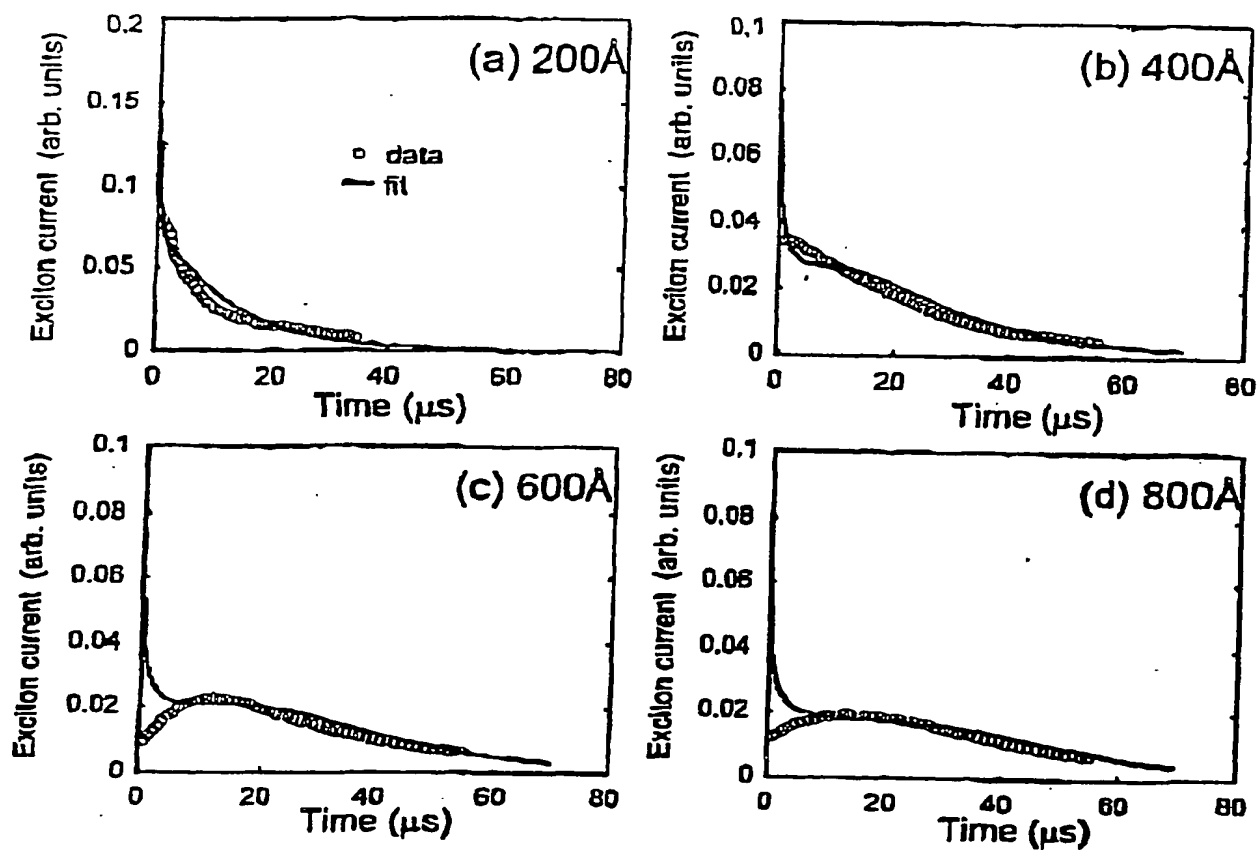 (a) 200Å
Exciton current (arb. units)
0.2
0.15
0.1
0.05
0
data
fit
0 20 40 60 80
Time (µs)
(b) 400Å
Exciton current (arb. units)
0.1
0.08
0.06
0.04
0.02
0
0 20 40 60 80
Time (µs)
(c) 600Å
Exciton current (arb. units)
0.1
0.08
0.06
0.04
0.02
0
0 20 40 60 80
Time (µs)
(d) 800Å
Exciton current (arb. units)
0.1
0.08
0.06
0.04
0.02
0
0 20 40 60 80
Time (µs)